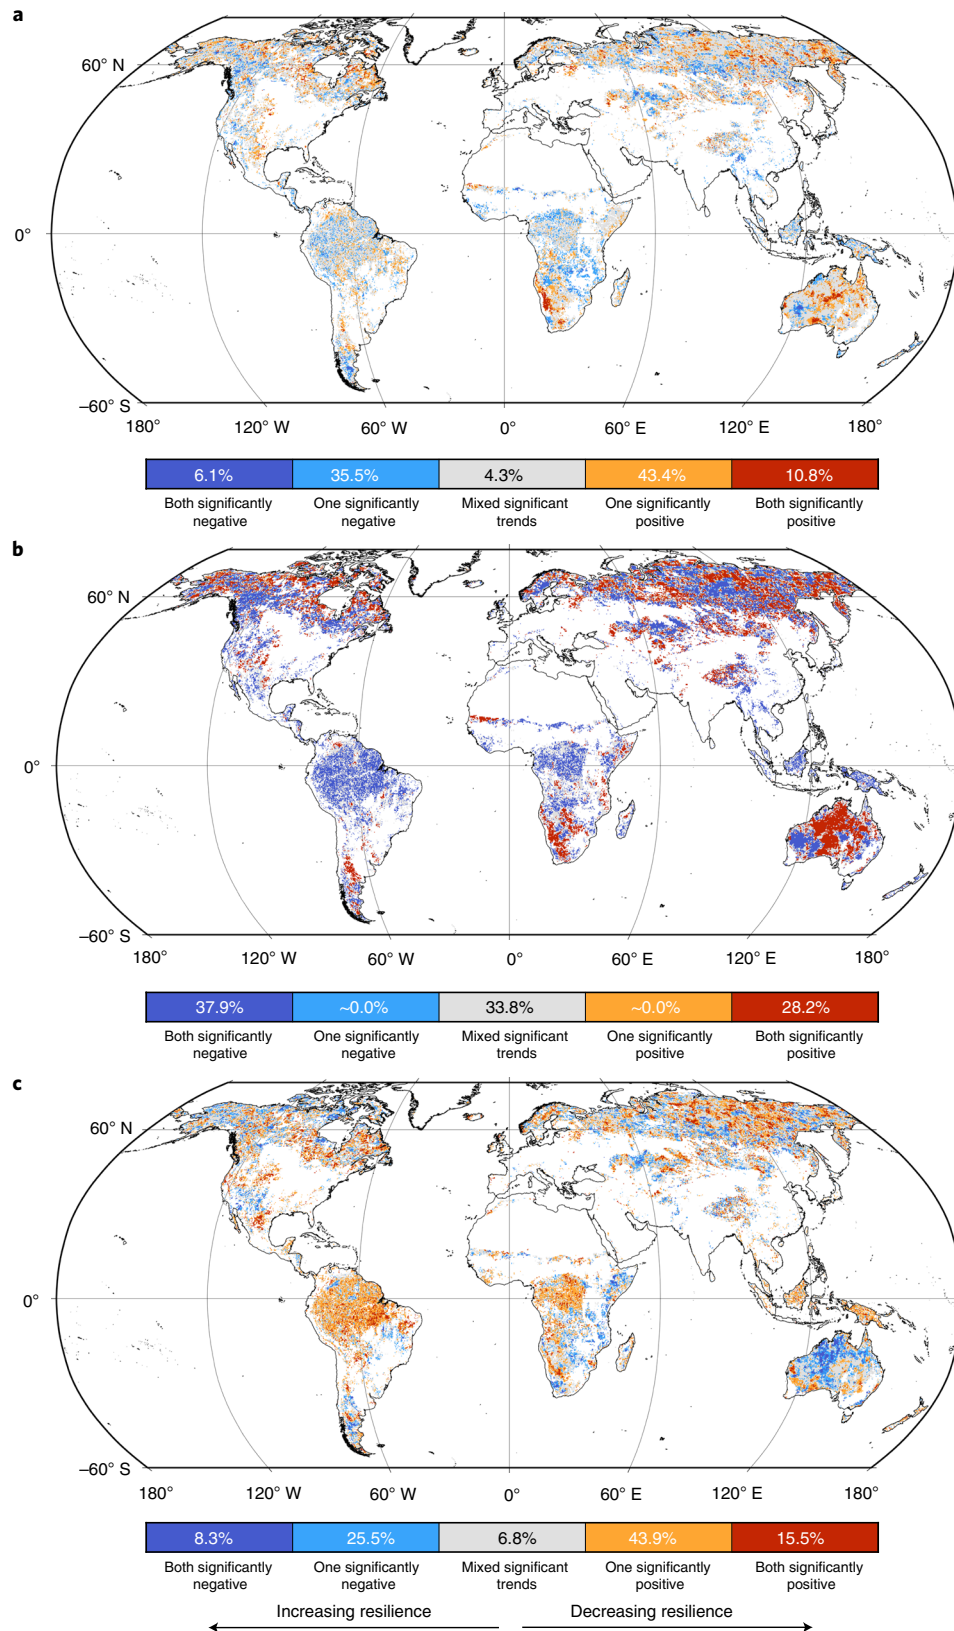 a
60° N
0°
–60° S
180° 120° W 60° W 0° 60° E 120° E 180°
6.1% 35.5% 4.3% 43.4% 10.8%
Both significantly One significantly Mixed significant One significantly Both significantly
negative negative trends positive positive
b
60° N
0°
–60° S
180° 120° W 60° W 0° 60° E 120° E 180°
37.9% ~0.0% 33.8% ~0.0% 28.2%
Both significantly One significantly Mixed significant One significantly Both significantly
negative negative trends positive positive
c
60° N
0°
–60° S
180° 120° W 60° W 0° 60° E 120° E 180°
8.3% 25.5% 6.8% 43.9% 15.5%
Both significantly One significantly Mixed significant One significantly Both significantly
negative negative trends positive positive
Increasing resilience Decreasing resilience